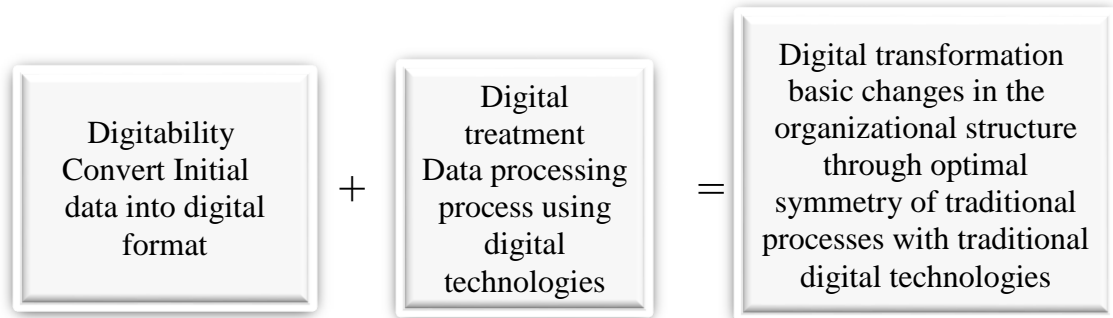 Digitability
Convert Initial
data into digital
format
+
Digital
treatment
Data processing
process using
digital
technologies
=
Digital transformation
basic changes in the
organizational structure
through optimal
symmetry of traditional
processes with traditional
digital technologies